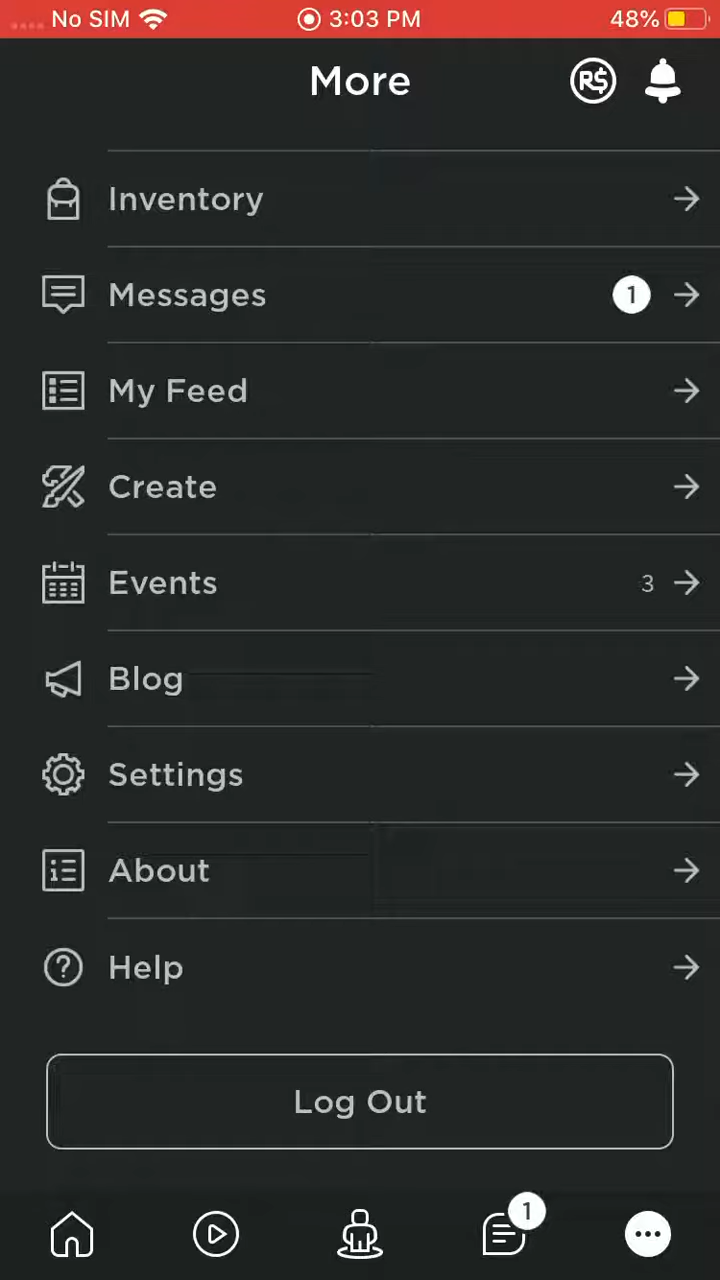 No SIM 3:03 PM 48%
More R$
Inventory
Messages 1
My Feed
Create
Events 3
Blog
Settings
About
Help
Log Out
1